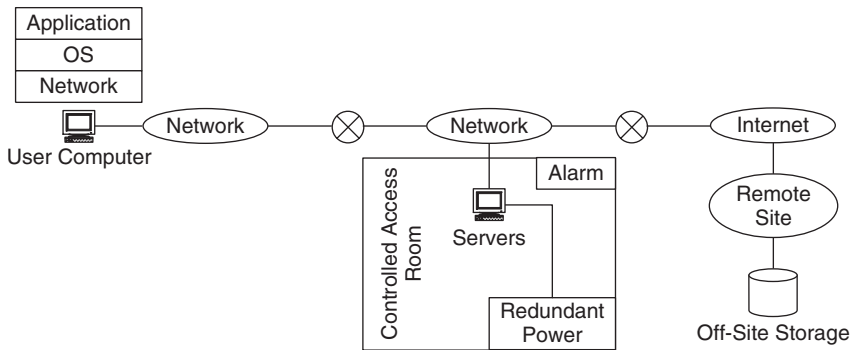 Application
OS
Network
User Computer
Network
Network
Internet
Alarm
Controlled Access
Room
Servers
Redundant
Power
Remote
Site
Off-Site Storage